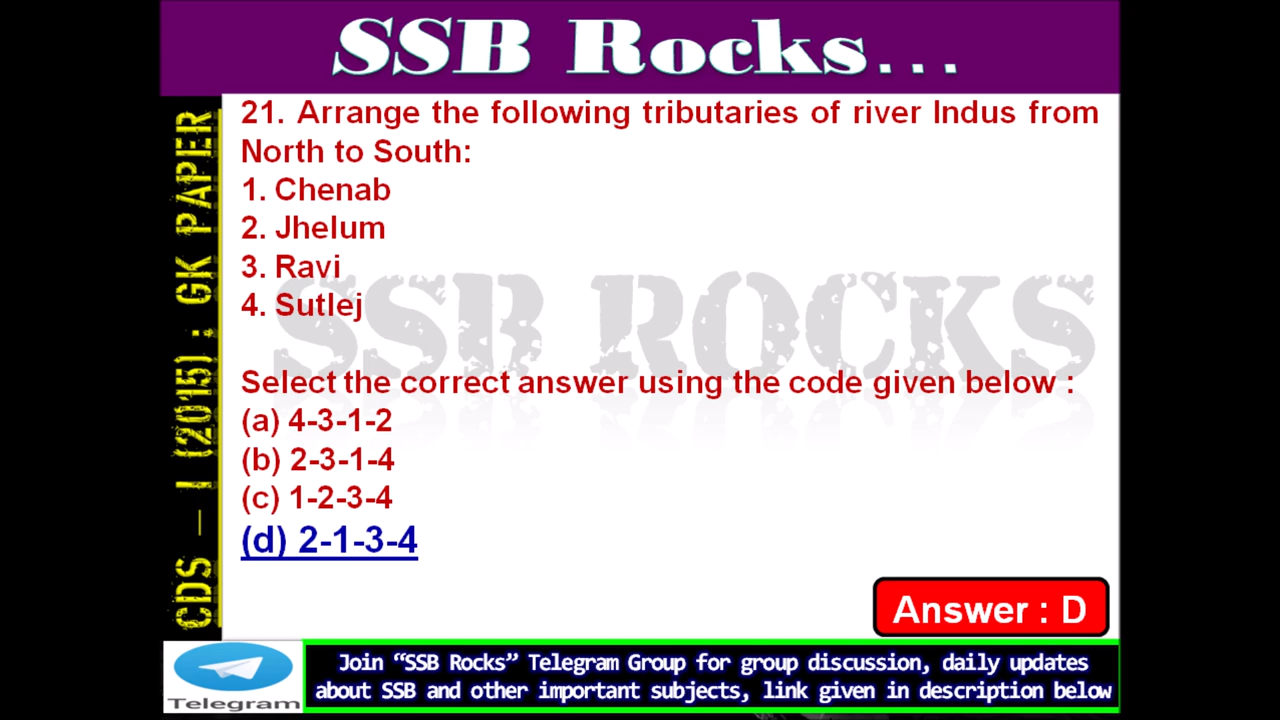 SSB Rocks...
CDS – I (2015) : GK PAPER
21. Arrange the following tributaries of river Indus from
North to South:
1. Chenab
2. Jhelum
3. Ravi
4. Sutlej
SSB ROCKS
Select the correct answer using the code given below :
(a) 4-3-1-2
(b) 2-3-1-4
(c) 1-2-3-4
(d) 2-1-3-4
Answer : D
Telegram
Join “SSB Rocks” Telegram Group for group discussion, daily updates
about SSB and other important subjects, link given in description below